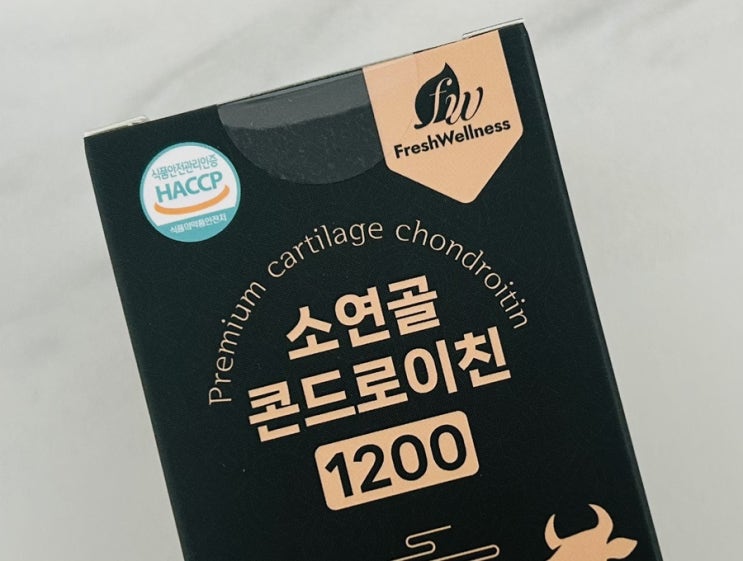 fw
FreshWellness
식품안전관리인증
HACCP
식품의약품안전처
Premium cartilage chondroitin
소연골
콘드로이친
1200